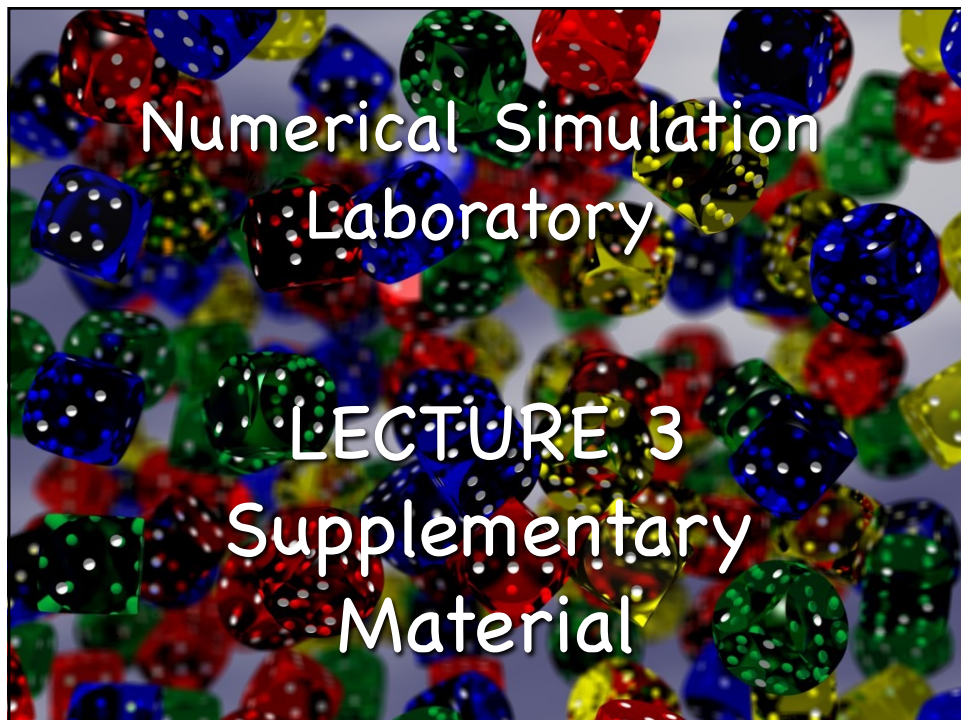 Numerical Simulation
Laboratory
LECTURE 3
Supplementary
Material